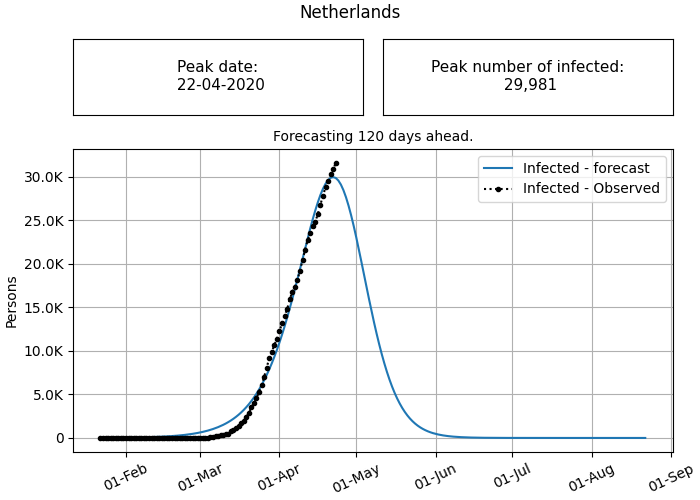 Netherlands
Peak date:
22-04-2020
Peak number of infected:
29,981
Forecasting 120 days ahead.
Infected - forecast
Infected - Observed
30.0K
25.0K
20.0K
15.0K
10.0K
5.0K
0
Persons
01-Feb
01-Mar
01-Apr
01-May
01-Jun
01-Jul
01-Aug
01-Sep